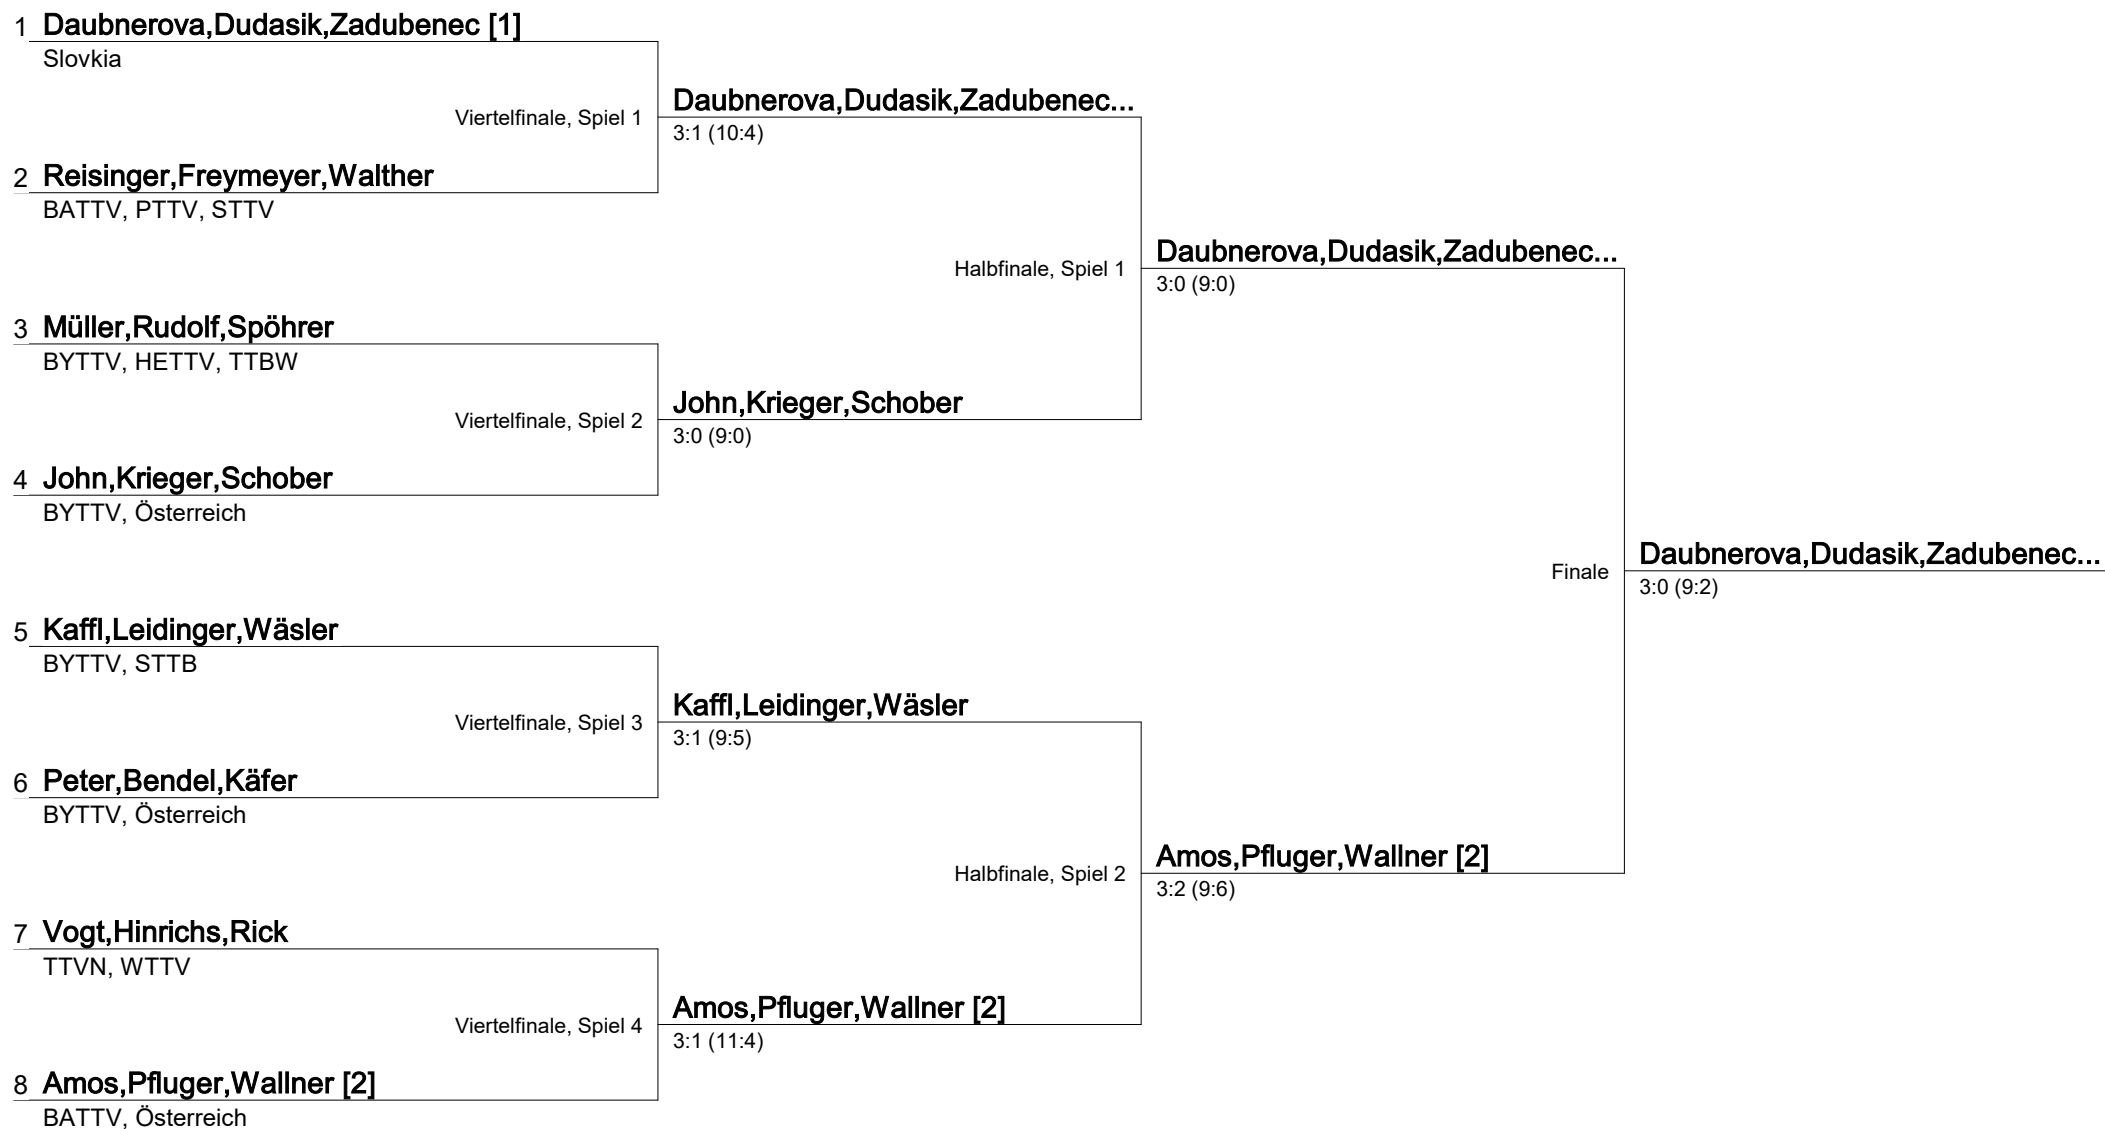 1 Daubnerova,Dudasik,Zadubenec [1]
Slovkia
Viertelfinale, Spiel 1
Daubnerova,Dudasik,Zadubenec...
3:1 (10:4)
2 Reisinger,Freymeyer,Walther
BATTV, PTTV, STTV
Halbfinale, Spiel 1
Daubnerova,Dudasik,Zadubenec...
3:0 (9:0)
3 Müller,Rudolf,Spöhrer
BYTTV, HETTV, TTBW
Viertelfinale, Spiel 2
John,Krieger,Schober
3:0 (9:0)
4 John,Krieger,Schober
BYTTV, Österreich
Finale
Daubnerova,Dudasik,Zadubenec...
3:0 (9:2)
5 Kaffl,Leidinger,Wäsler
BYTTV, STTB
Viertelfinale, Spiel 3
Kaffl,Leidinger,Wäsler
3:1 (9:5)
6 Peter,Bendel,Käfer
BYTTV, Österreich
Halbfinale, Spiel 2
Amos,Pfluger,Wallner [2]
3:2 (9:6)
7 Vogt,Hinrichs,Rick
TTVN, WTTV
Viertelfinale, Spiel 4
Amos,Pfluger,Wallner [2]
3:1 (11:4)
8 Amos,Pfluger,Wallner [2]
BATTV, Österreich